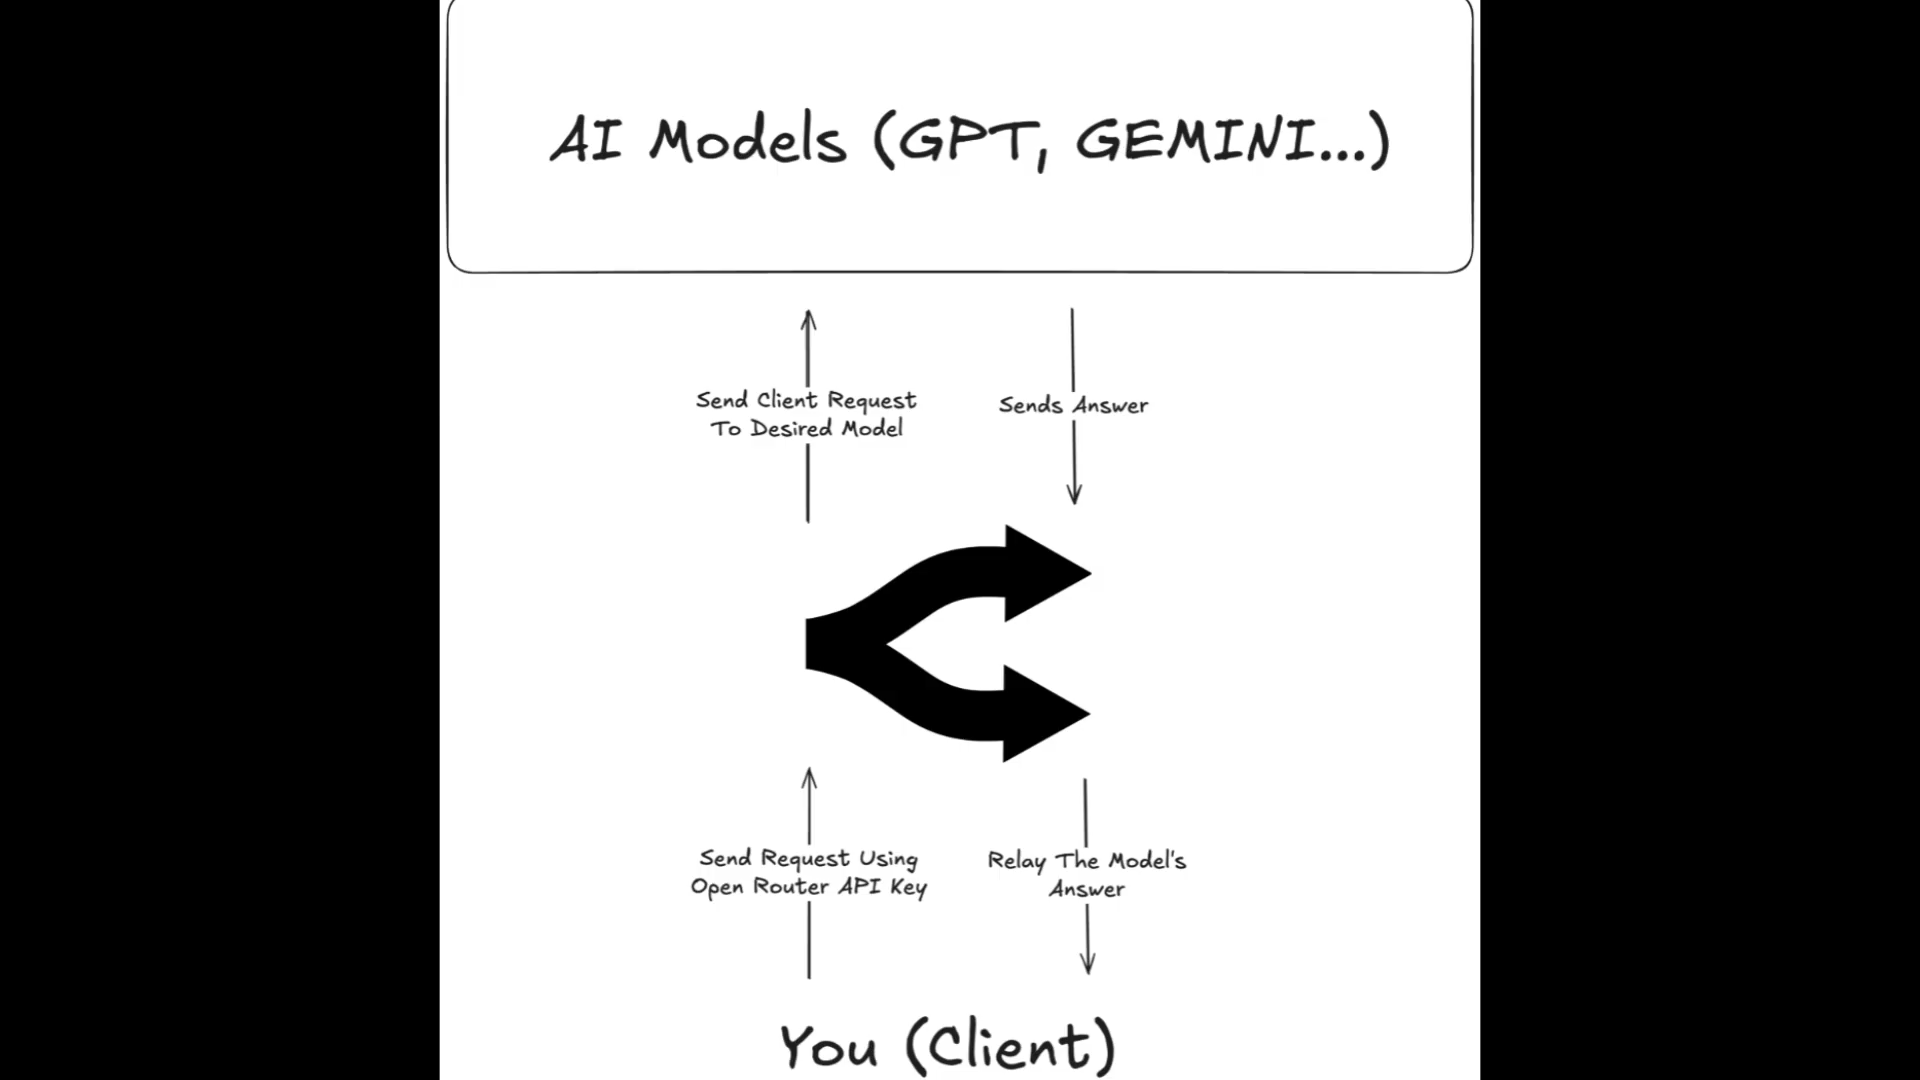 AI Models (GPT, GEMINI...)
Send Client Request
To Desired Model
Sends Answer
Send Request Using
Open Router API Key
Relay The Model's
Answer
You (Client)